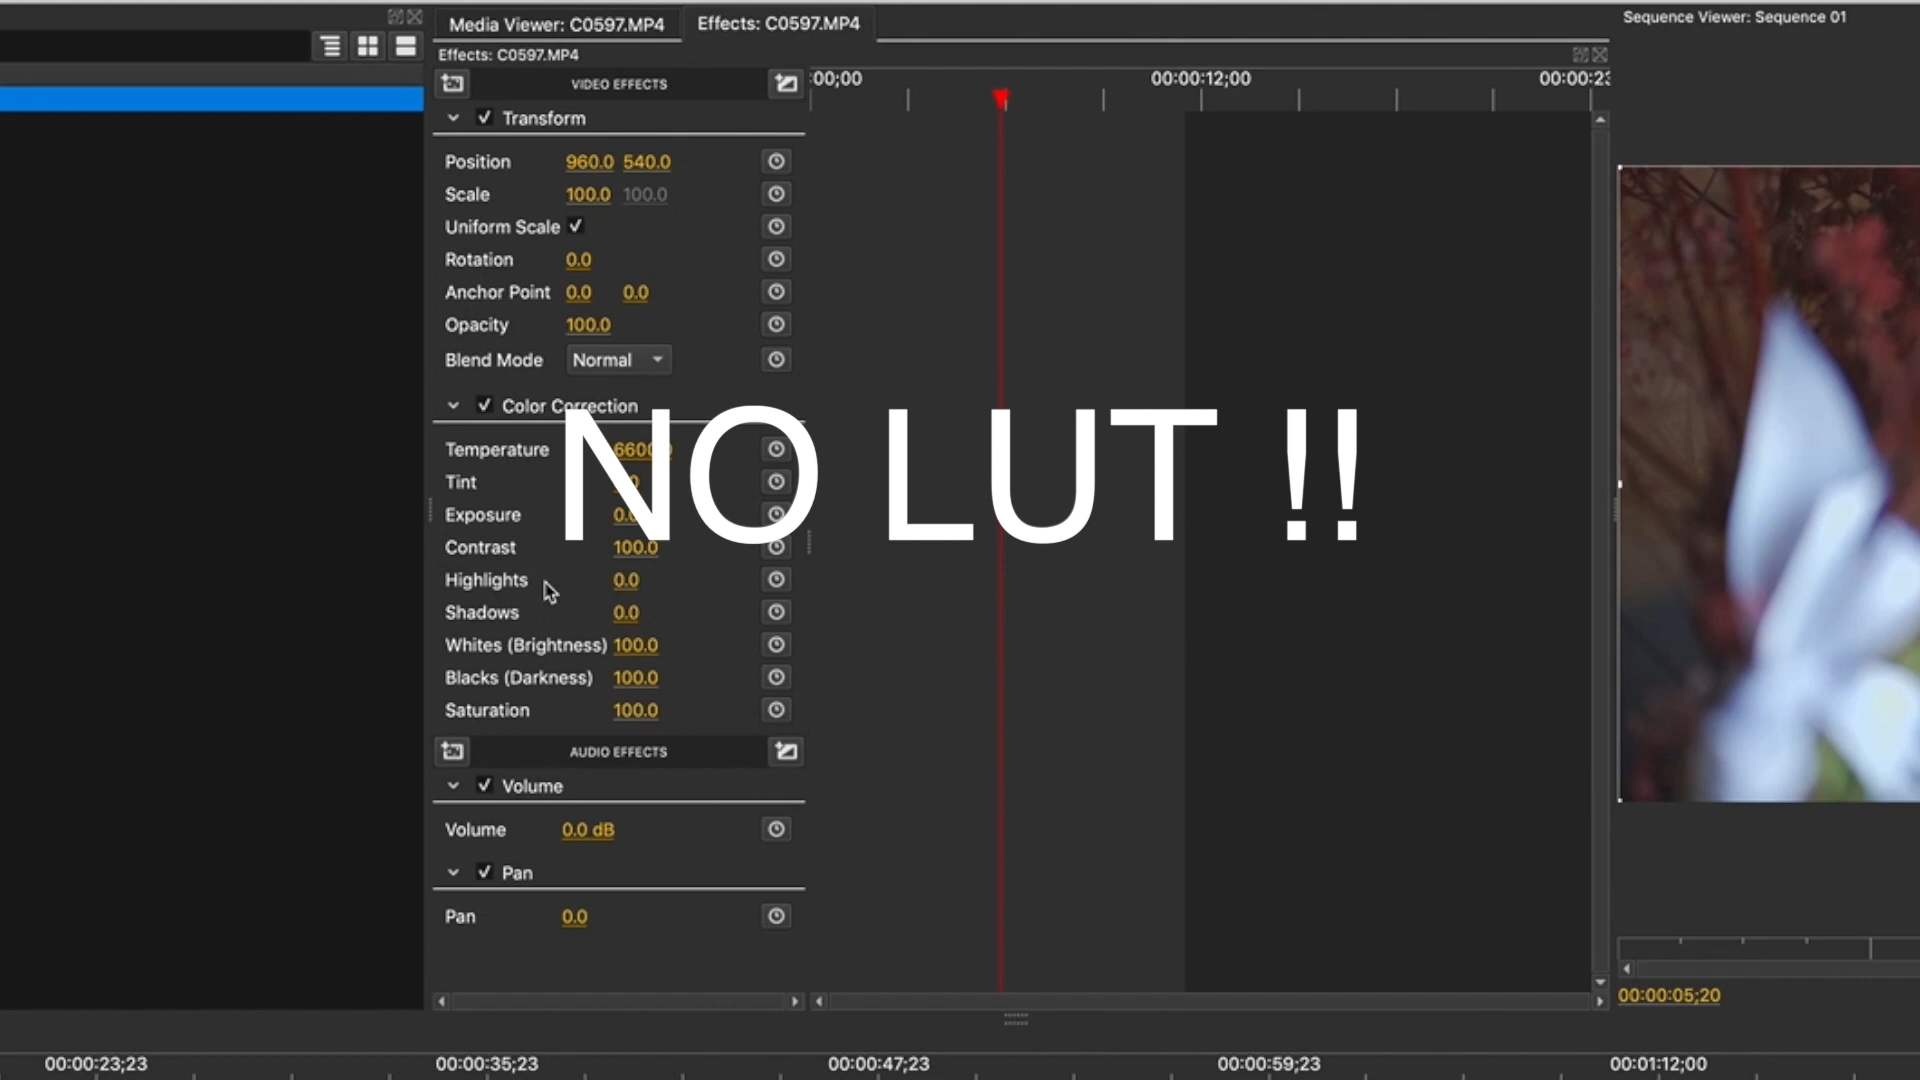 Media Viewer: C0597.MP4
Effects: C0597.MP4
Sequence Viewer: Sequence 01
Effects: C0597.MP4
VIDEO EFFECTS
:00;00
00:00:12;00
Transform
Position 960.0 540.0
Scale 100.0 100.0
Uniform Scale
Rotation 0.0
Anchor Point 0.0 0.0
Opacity 100.0
Blend Mode Normal
Color Correction
NO LUT !!
Temperature
Tint
Exposure
Contrast 100.0
Highlights 0.0
Shadows 0.0
Whites (Brightness) 100.0
Blacks (Darkness) 100.0
Saturation 100.0
AUDIO EFFECTS
Volume
Volume 0.0 dB
Pan
Pan 0.0
00:00:05;20
00:00:23;23
00:00:35;23
00:00:47;23
00:00:59;23
00:01:12;00